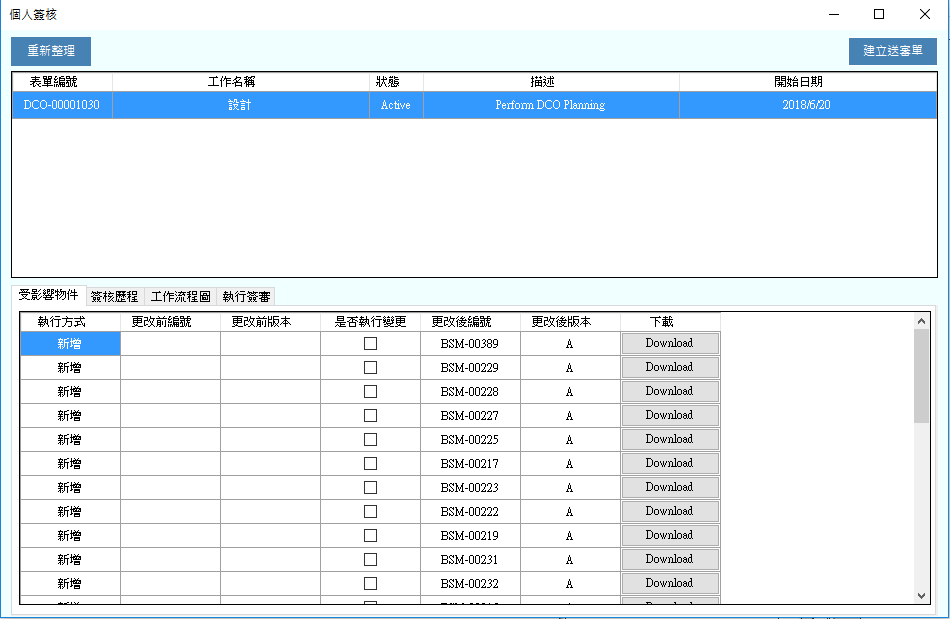 個人簽核
重新整理 建立送審單
表單編號 工作名稱 狀態 描述 開始日期
DCO-00001030 設計 Active Perform DCO Planning 2018/6/20
受影響物件 簽核歷程 工作流程圖 執行簽審
執行方式 更改前編號 更改前版本 是否執行變更 更改後編號 更改後版本 下載
新增 BSM-00389 A Download
新增 BSM-00229 A Download
新增 BSM-00228 A Download
新增 BSM-00227 A Download
新增 BSM-00225 A Download
新增 BSM-00217 A Download
新增 BSM-00223 A Download
新增 BSM-00222 A Download
新增 BSM-00219 A Download
新增 BSM-00231 A Download
新增 BSM-00232 A Download